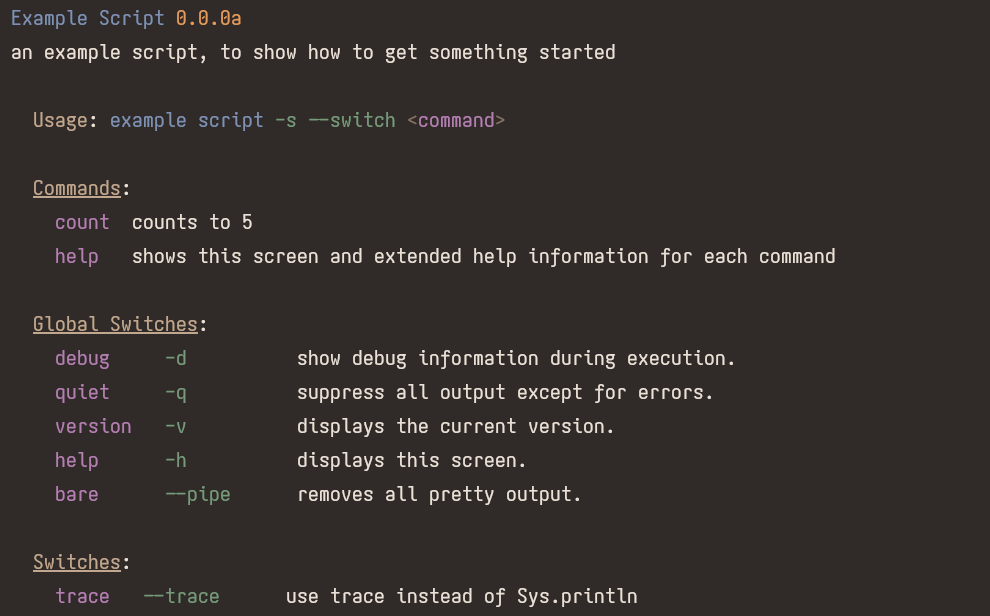 Example Script 0.0.0a
an example script, to show how to get something started
Usage: example script -s --switch <command>
Commands:
count counts to 5
help shows this screen and extended help information for each command
Global Switches:
debug -d show debug information during execution.
quiet -q suppress all output except for errors.
version -v displays the current version.
help -h displays this screen.
bare --pipe removes all pretty output.
Switches:
trace --trace use trace instead of Sys.println